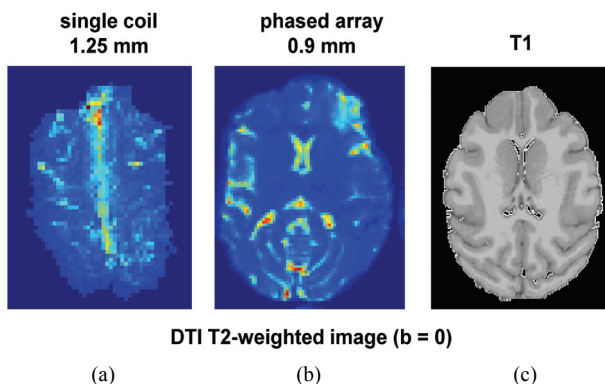 single coil
1.25 mm
phased array
0.9 mm
T1
DTI T2-weighted image (b = 0)
(a)
(b)
(c)